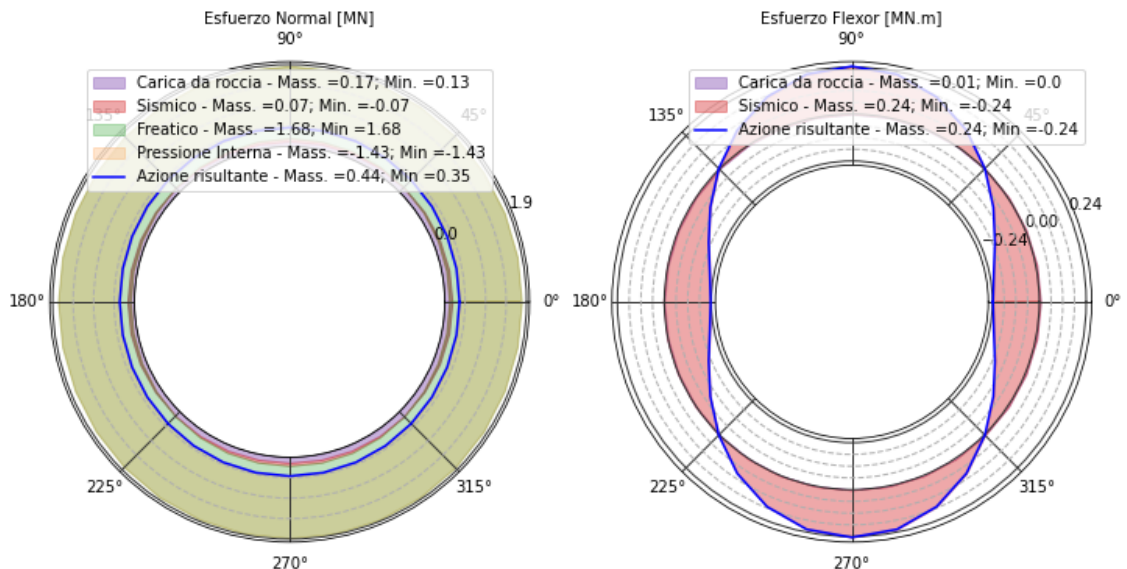 Esfuerzo Normal [MN]
90°
Carica da roccia - Mass. =0.17; Min. =0.13
Sismico - Mass. =0.07; Min. =-0.07
Freatico - Mass. =1.68; Min =1.68
Pressione Interna - Mass. =-1.43; Min =-1.43
Azione risultante - Mass. =0.44; Min =0.35
135°
45°
1.9
0.0
180°
0°
225°
315°
270°
Esfuerzo Flexor [MN.m]
90°
Carica da roccia - Mass. =0.01; Min. =0.0
Sismico - Mass. =0.24; Min. =-0.24
Azione risultante - Mass. =0.24; Min =-0.24
135°
45°
0.24
0.00
−0.24
180°
0°
225°
315°
270°